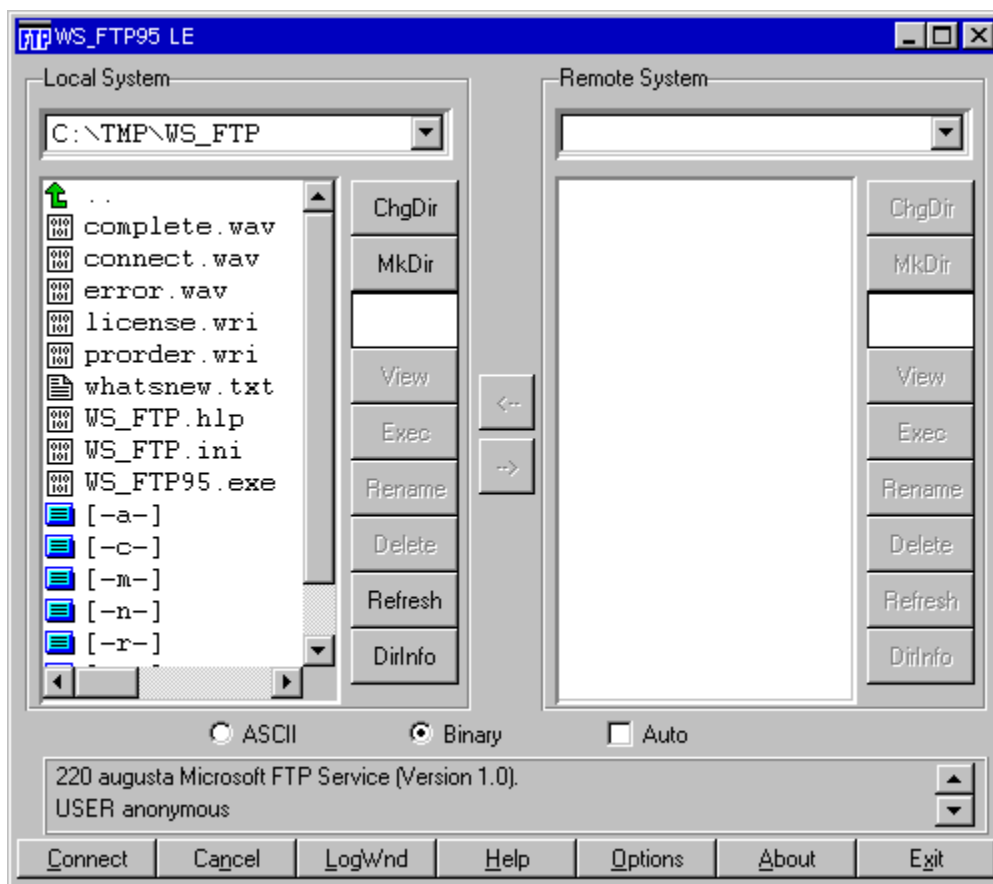 WS_FTP95 LE
Local System
C:\TMP\WS_FTP
..
complete.wav
connect.wav
error.wav
license.wri
prorder.wri
whatsnew.txt
WS_FTP.hlp
WS_FTP.ini
WS_FTP95.exe
[-a-]
[-c-]
[-m-]
[-n-]
[-r-]
ChgDir
MkDir
View
Exec
Rename
Delete
Refresh
DirInfo
<--
-->
Remote System
ChgDir
MkDir
View
Exec
Rename
Delete
Refresh
DirInfo
ASCII Binary Auto
220 augusta Microsoft FTP Service (Version 1.0).
USER anonymous
Connect Cancel LogWnd Help Options About Exit